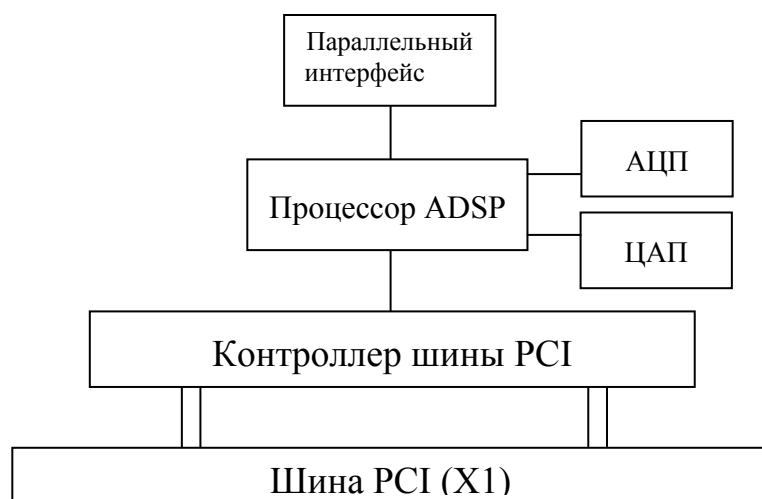 Параллельный
интерфейс
АЦП
Процессор ADSP
ЦАП
Контроллер шины PCI
Шина PCI (X1)